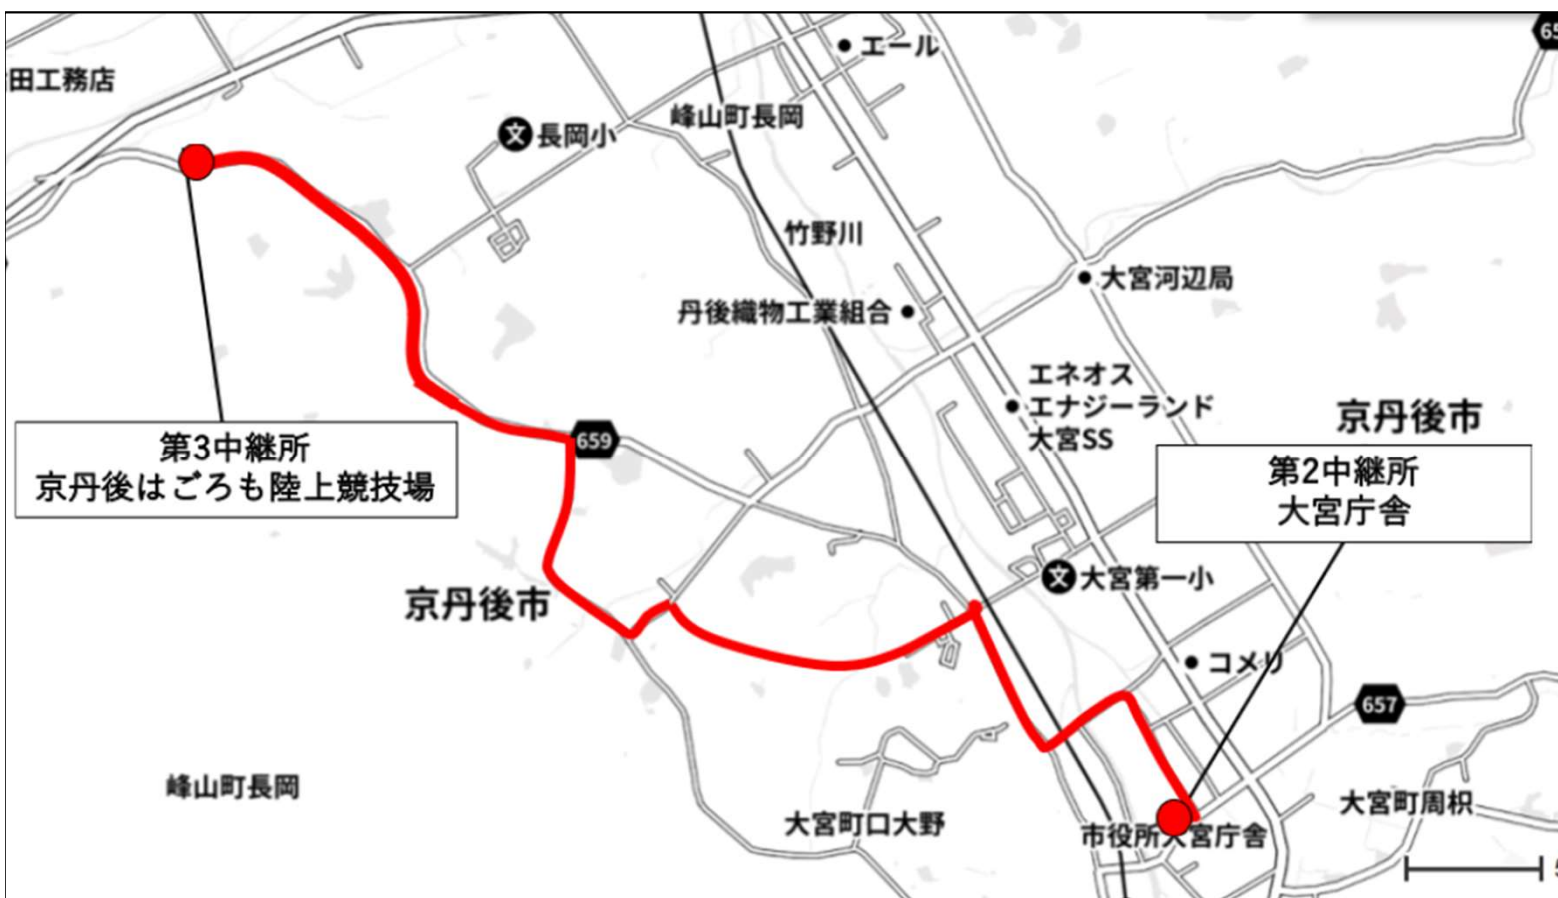 エール
田工務店
峰山町長岡
長岡小
文
竹野川
大宮河辺局
丹後織物工業組合
エネオス
エナジーランド
大宮SS
京丹後市
第3中継所
京丹後はごろも陸上競技場
659
第2中継所
大宮庁舎
文
大宮第一小
京丹後市
コメリ
657
峰山町長岡
大宮町口大野
大宮町周枳
市役所大宮庁舎